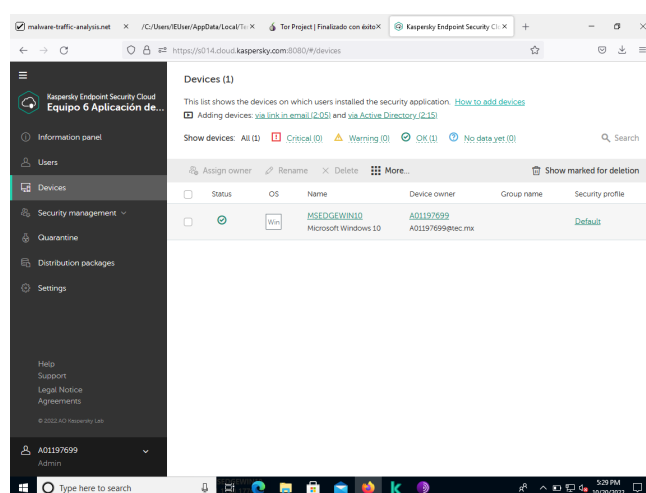 malware-traffic-analysis.net
/C:/Users/IEUser/AppData/Local/Te
Tor Project | Finalizado con éxito
Kaspersky Endpoint Security Cl
https://s014.cloud.kaspersky.com:8080/#/devices
Kaspersky Endpoint Security Cloud
Equipo 6 Aplicación de...
Information panel
Users
Devices
Security management
Quarantine
Distribution packages
Settings
Help
Support
Legal Notice
Agreements
© 2022 AO Kaspersky Lab
A01197699
Admin
Devices (1)
This list shows the devices on which users installed the security application. How to add devices
Adding devices: via link in email (2:05) and via Active Directory (2:15)
Show devices: All (1) Critical (0) Warning (0) OK (1) No data yet (0) Search
Assign owner Rename Delete More... Show marked for deletion
Status OS Name Device owner Group name Security profile
Win MSEDGEWIN10 A01197699 Default
Microsoft Windows 10 A01197699@tec.mx
Type here to search
5:29 PM